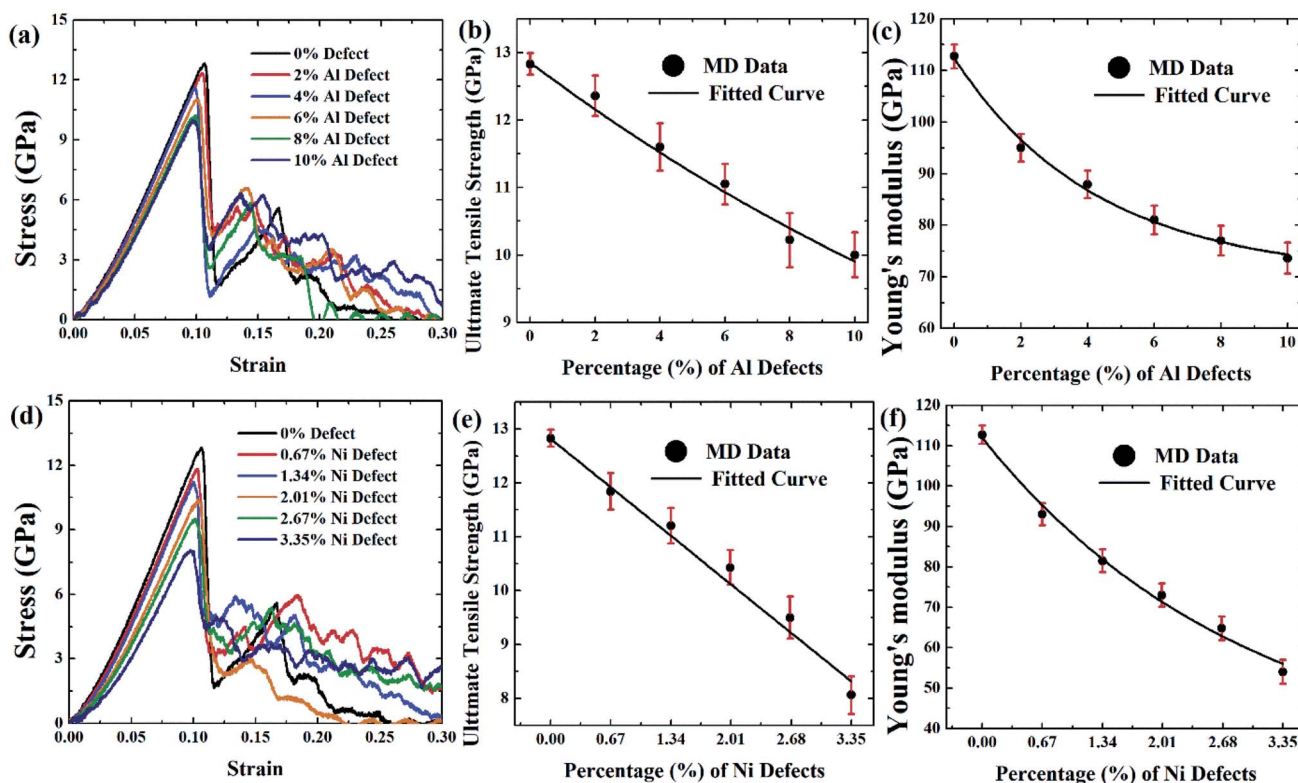 (a)
15
12
9
6
3
0
Stress (GPa)
0% Defect
2% Al Defect
4% Al Defect
6% Al Defect
8% Al Defect
10% Al Defect
0.00 0.05 0.10 0.15 0.20 0.25 0.30
Strain
(b)
13
12
11
10
9
Ulttmate Tensile Strength (GPa)
MD Data
Fitted Curve
0 2 4 6 8 10
Percentage (%) of Al Defects
(c)
120
110
100
90
80
70
60
Young's modulus (GPa)
MD Data
Fitted Curve
0 2 4 6 8 10
Percentage (%) of Al Defects
(d)
15
12
9
6
3
0
Stress (GPa)
0% Defect
0.67% Ni Defect
1.34% Ni Defect
2.01% Ni Defect
2.67% Ni Defect
3.35% Ni Defect
0.00 0.05 0.10 0.15 0.20 0.25 0.30
Strain
(e)
13
12
11
10
9
8
Ulttmate Tensile Strength (GPa)
MD Data
Fitted Curve
0.00 0.67 1.34 2.01 2.68 3.35
Percentage (%) of Ni Defects
(f)
120
110
100
90
80
70
60
50
40
Young's modulus (GPa)
MD Data
Fitted Curve
0.00 0.67 1.34 2.01 2.68 3.35
Percentage (%) of Ni Defects